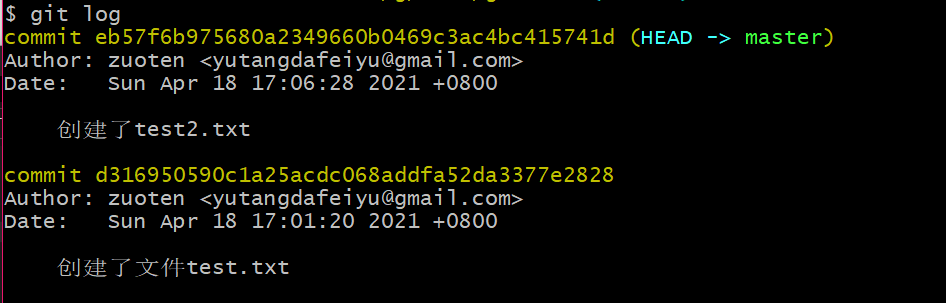 $ git log
commit eb57f6b975680a2349660b0469c3ac4bc415741d (HEAD -> master)
Author: zuoten <yutangdafeiyu@gmail.com>
Date:   Sun Apr 18 17:06:28 2021 +0800
    创建了test2.txt
commit d316950590c1a25acdc068addfa52da3377e2828
Author: zuoten <yutangdafeiyu@gmail.com>
Date:   Sun Apr 18 17:01:20 2021 +0800
    创建了文件test.txt